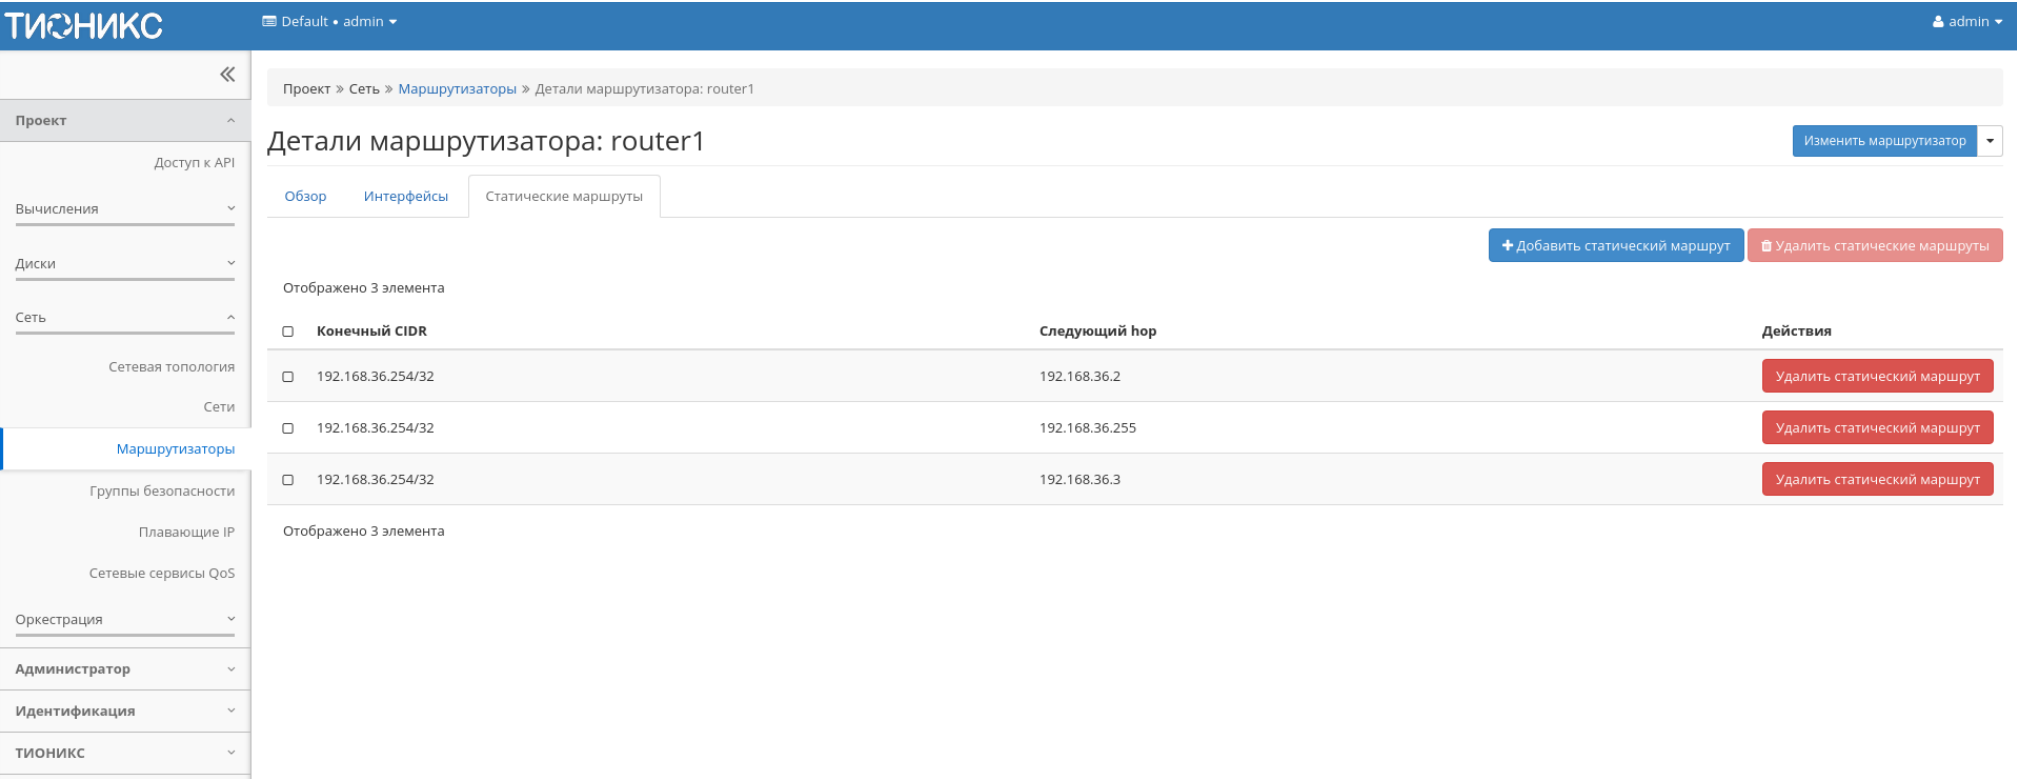 ТИОНИКС
Default • admin
admin
Проект
Доступ к API
Вычисления
Диски
Сеть
Сетевая топология
Сети
Маршрутизаторы
Группы безопасности
Плавающие IP
Сетевые сервисы QoS
Оркестрация
Администратор
Идентификация
ТИОНИКС
Проект » Сеть » Маршрутизаторы » Детали маршрутизатора: router1
Детали маршрутизатора: router1
Изменить маршрутизатор
Обзор Интерфейсы Статические маршруты
Добавить статический маршрут Удалить статические маршруты
Отображено 3 элемента
Конечный CIDR Следующий hop Действия
192.168.36.254/32 192.168.36.2 Удалить статический маршрут
192.168.36.254/32 192.168.36.255 Удалить статический маршрут
192.168.36.254/32 192.168.36.3 Удалить статический маршрут
Отображено 3 элемента